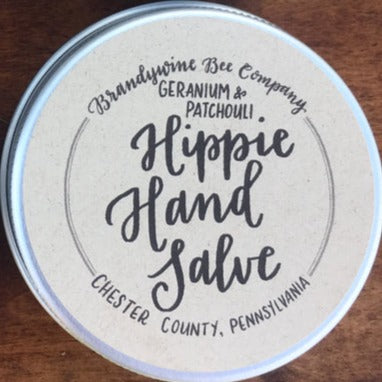 Brandywine Bee Company
GERANIUM &
PATCHOULI
Hippie
Hand
Salve
CHESTER COUNTY, PENNSYLVANIA